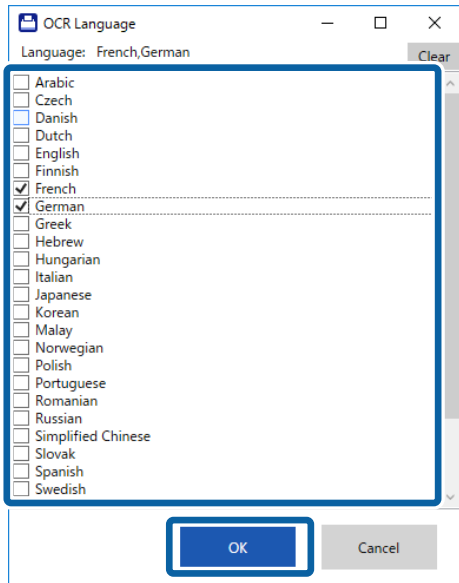 OCR Language
Language: French,German
Clear
Arabic
Czech
Danish
Dutch
English
Finnish
French
German
Greek
Hebrew
Hungarian
Italian
Japanese
Korean
Malay
Norwegian
Polish
Portuguese
Romanian
Russian
Simplified Chinese
Slovak
Spanish
Swedish
OK Cancel